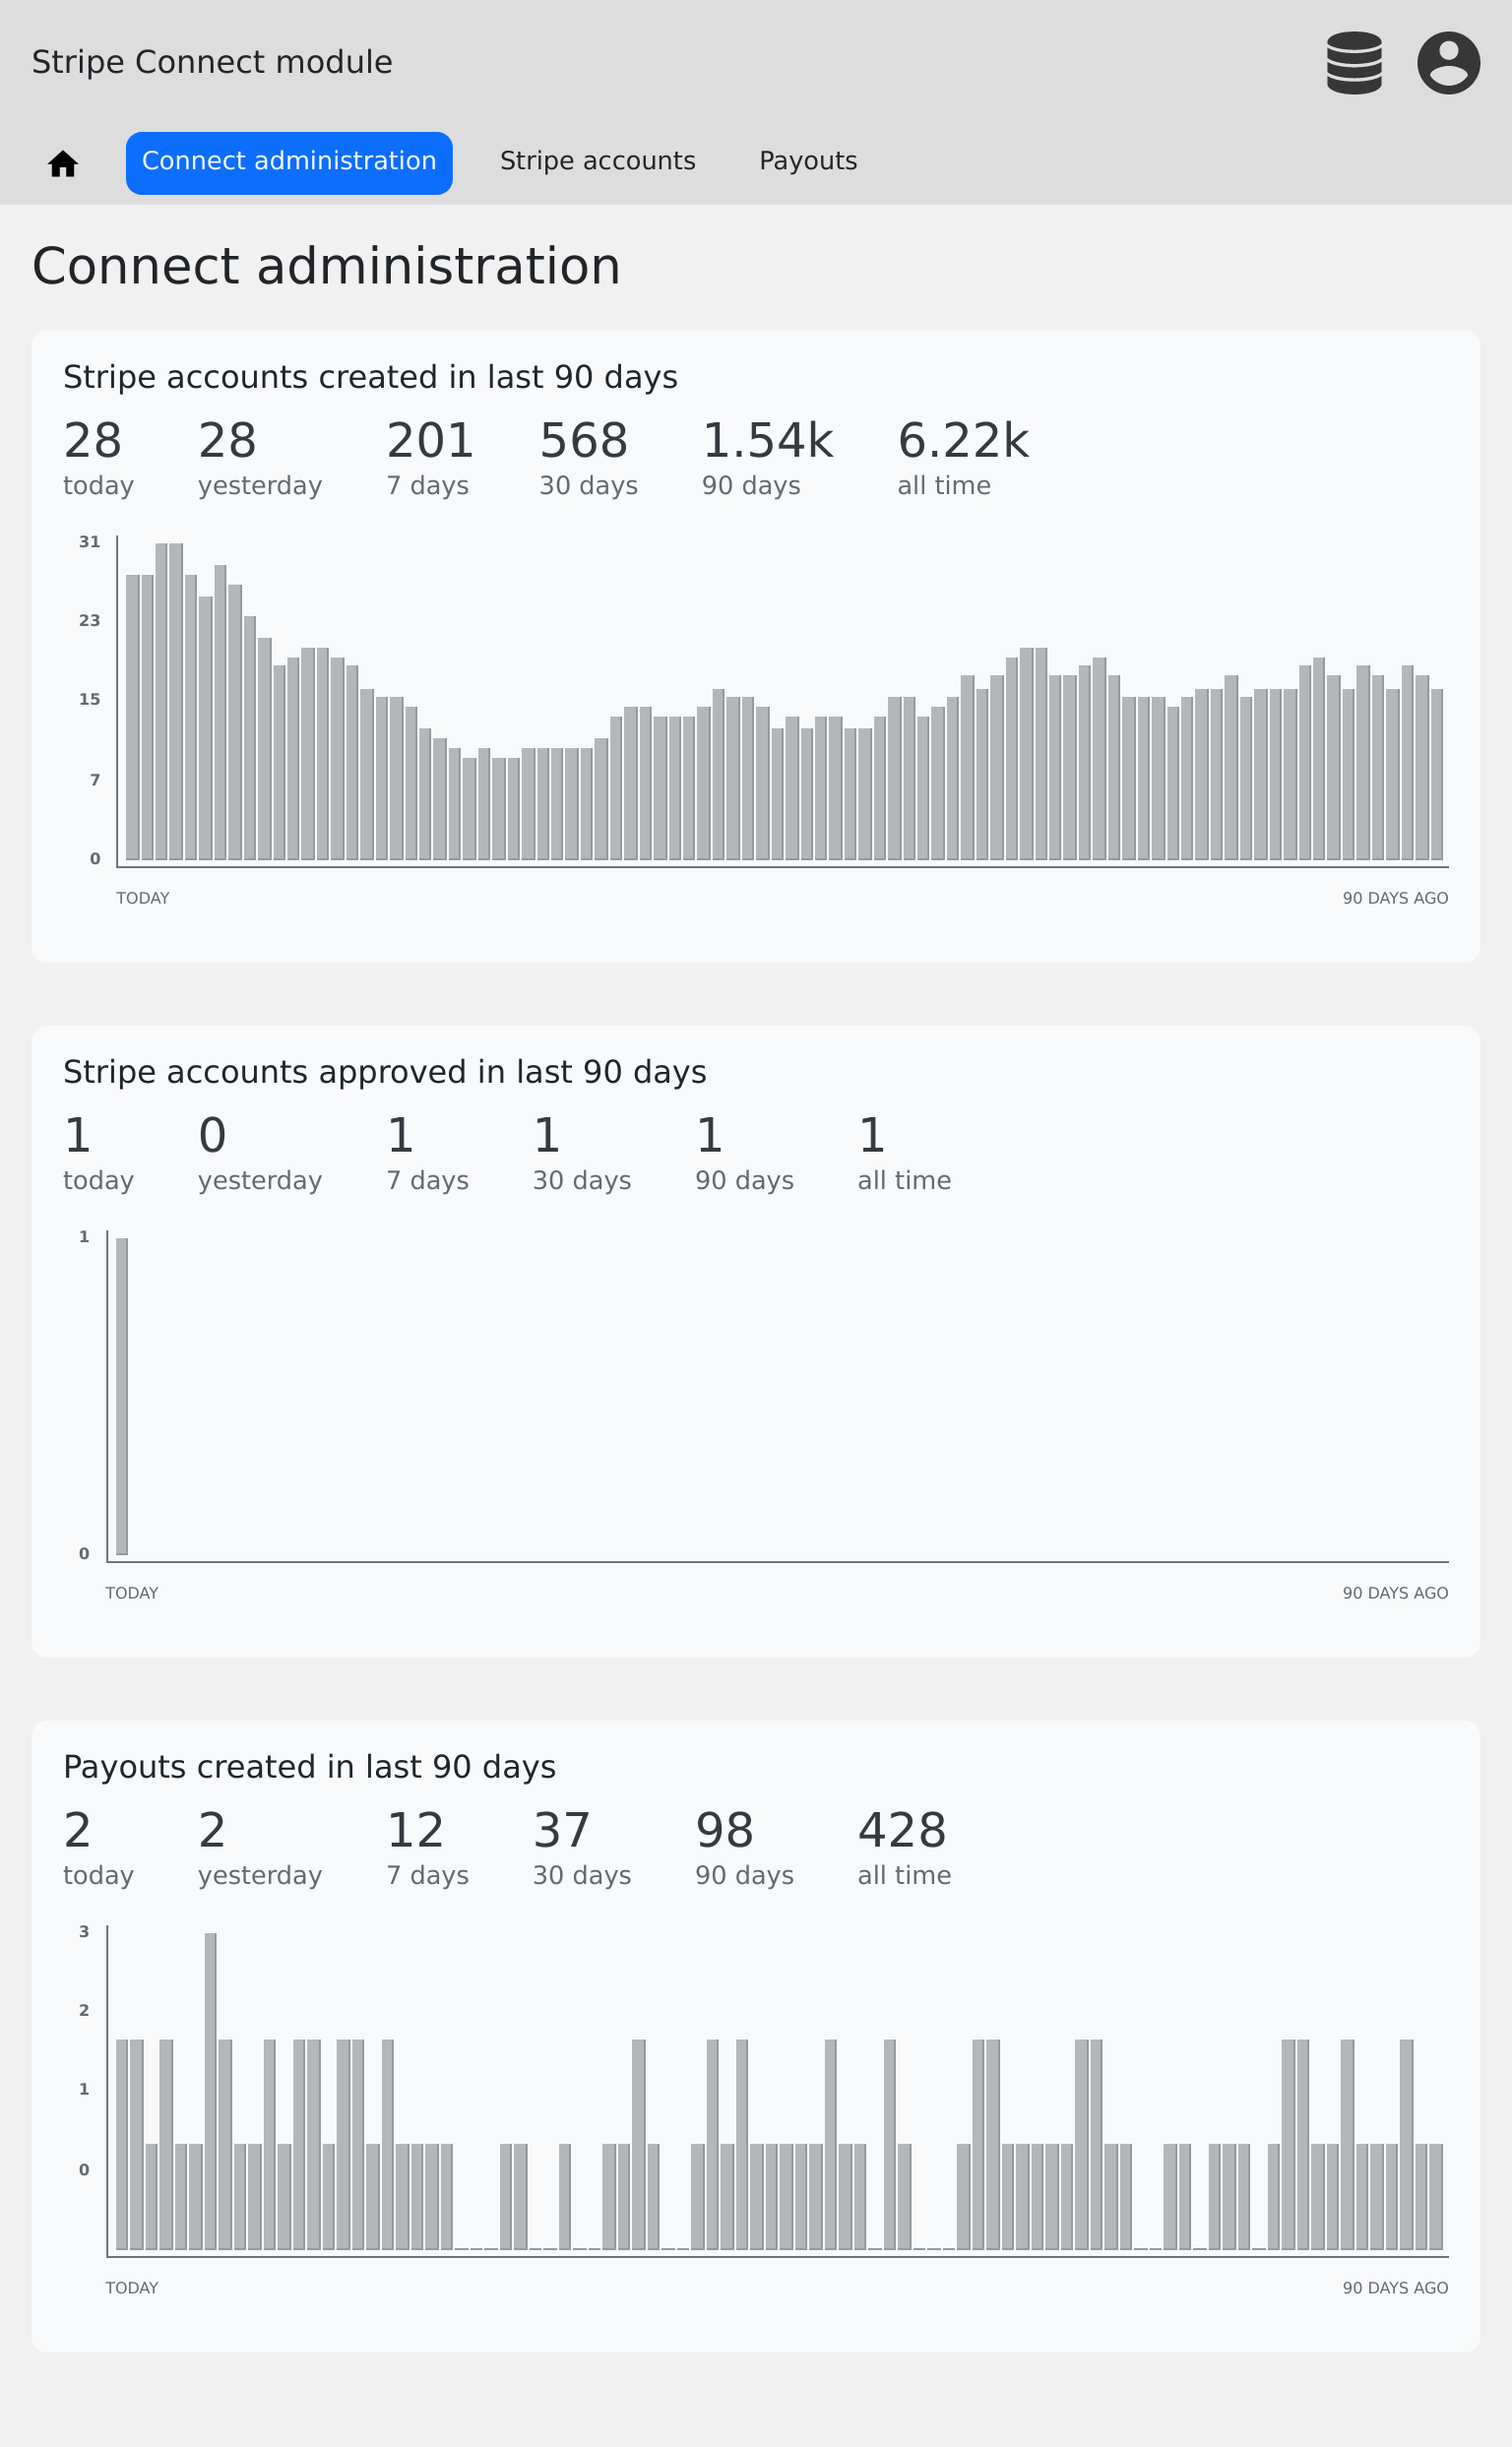 Stripe Connect module
Connect administration Stripe accounts Payouts
Connect administration
Stripe accounts created in last 90 days
28 28 201 568 1.54k 6.22k
today yesterday 7 days 30 days 90 days all time
31
23
15
7
0
TODAY 90 DAYS AGO
Stripe accounts approved in last 90 days
1 0 1 1 1 1
today yesterday 7 days 30 days 90 days all time
1
0
TODAY 90 DAYS AGO
Payouts created in last 90 days
2 2 12 37 98 428
today yesterday 7 days 30 days 90 days all time
3
2
1
0
TODAY 90 DAYS AGO